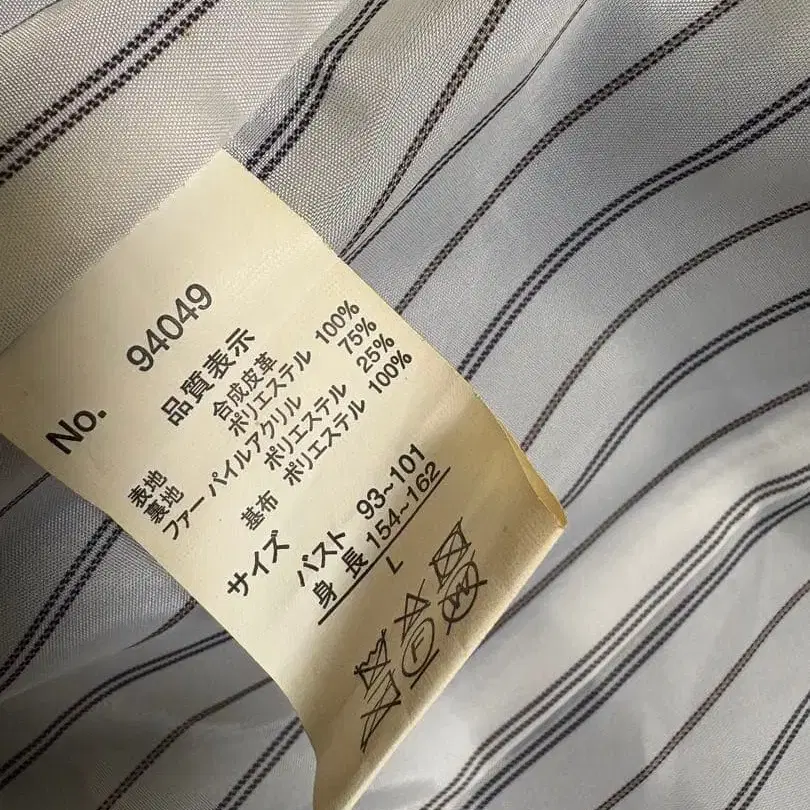 No. 94049
品質表示
表地 合成皮革
裏地 ポリエステル 100%
ファー パイルアクリル 75%
ポリエステル 25%
基布 ポリエステル 100%
サイズ
バスト 93~101
身長 154~162
L
F
W